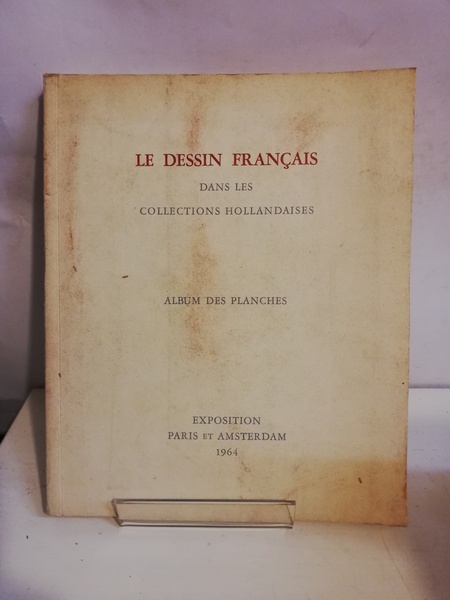 LE DESSIN FRANÇAIS
DANS LES
COLLECTIONS HOLLANDAISES
ALBUM DES PLANCHES
EXPOSITION
PARIS ET AMSTERDAM
1964